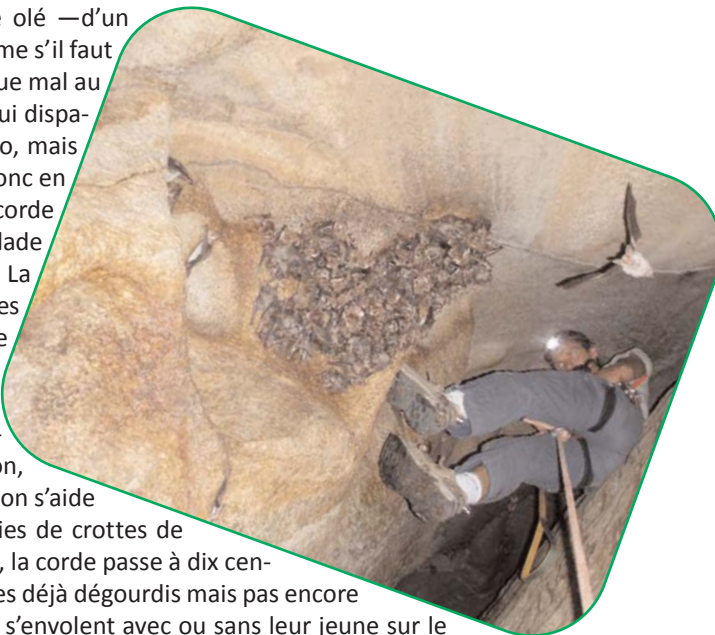 olé —d'un
me s'il faut
ue mal au
ui dispa-
o, mais
onc en
corde
lade
La
es
e
on,
on s'aide
ies de crottes de
, la corde passe à dix cen-
es déjà dégourdis mais pas encore
s'envolent avec ou sans leur jeune sur le